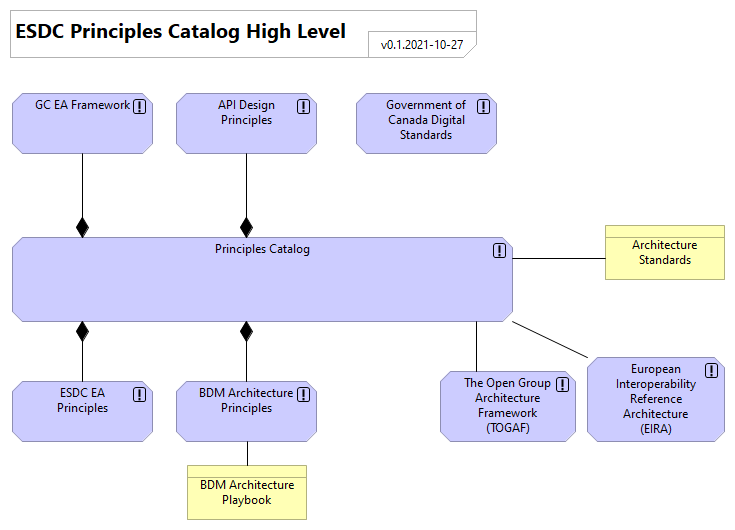 ESDC Principles Catalog High Level
v0.1.2021-10-27
GC EA Framework
API Design
Principles
Government of
Canada Digital
Standards
Principles Catalog
Architecture
Standards
ESDC EA
Principles
BDM Architecture
Principles
The Open Group
Architecture
Framework
(TOGAF)
European
Interoperability
Reference
Architecture
(EIRA)
BDM Architecture
Playbook